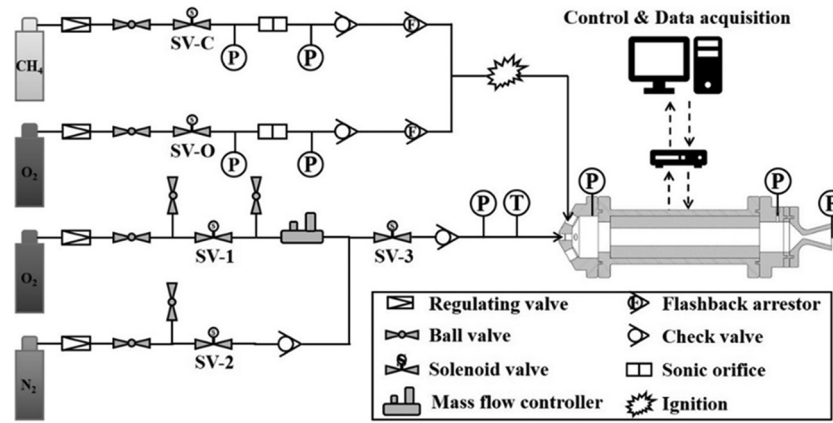 Control & Data acquisition
CH4
SV-C
P
P
F
O2
SV-O
P
P
F
P
P
P
P
T
O2
SV-1
SV-3
N2
SV-2
Regulating valve
Flashback arrestor
Ball valve
Check valve
Solenoid valve
Sonic orifice
Mass flow controller
Ignition